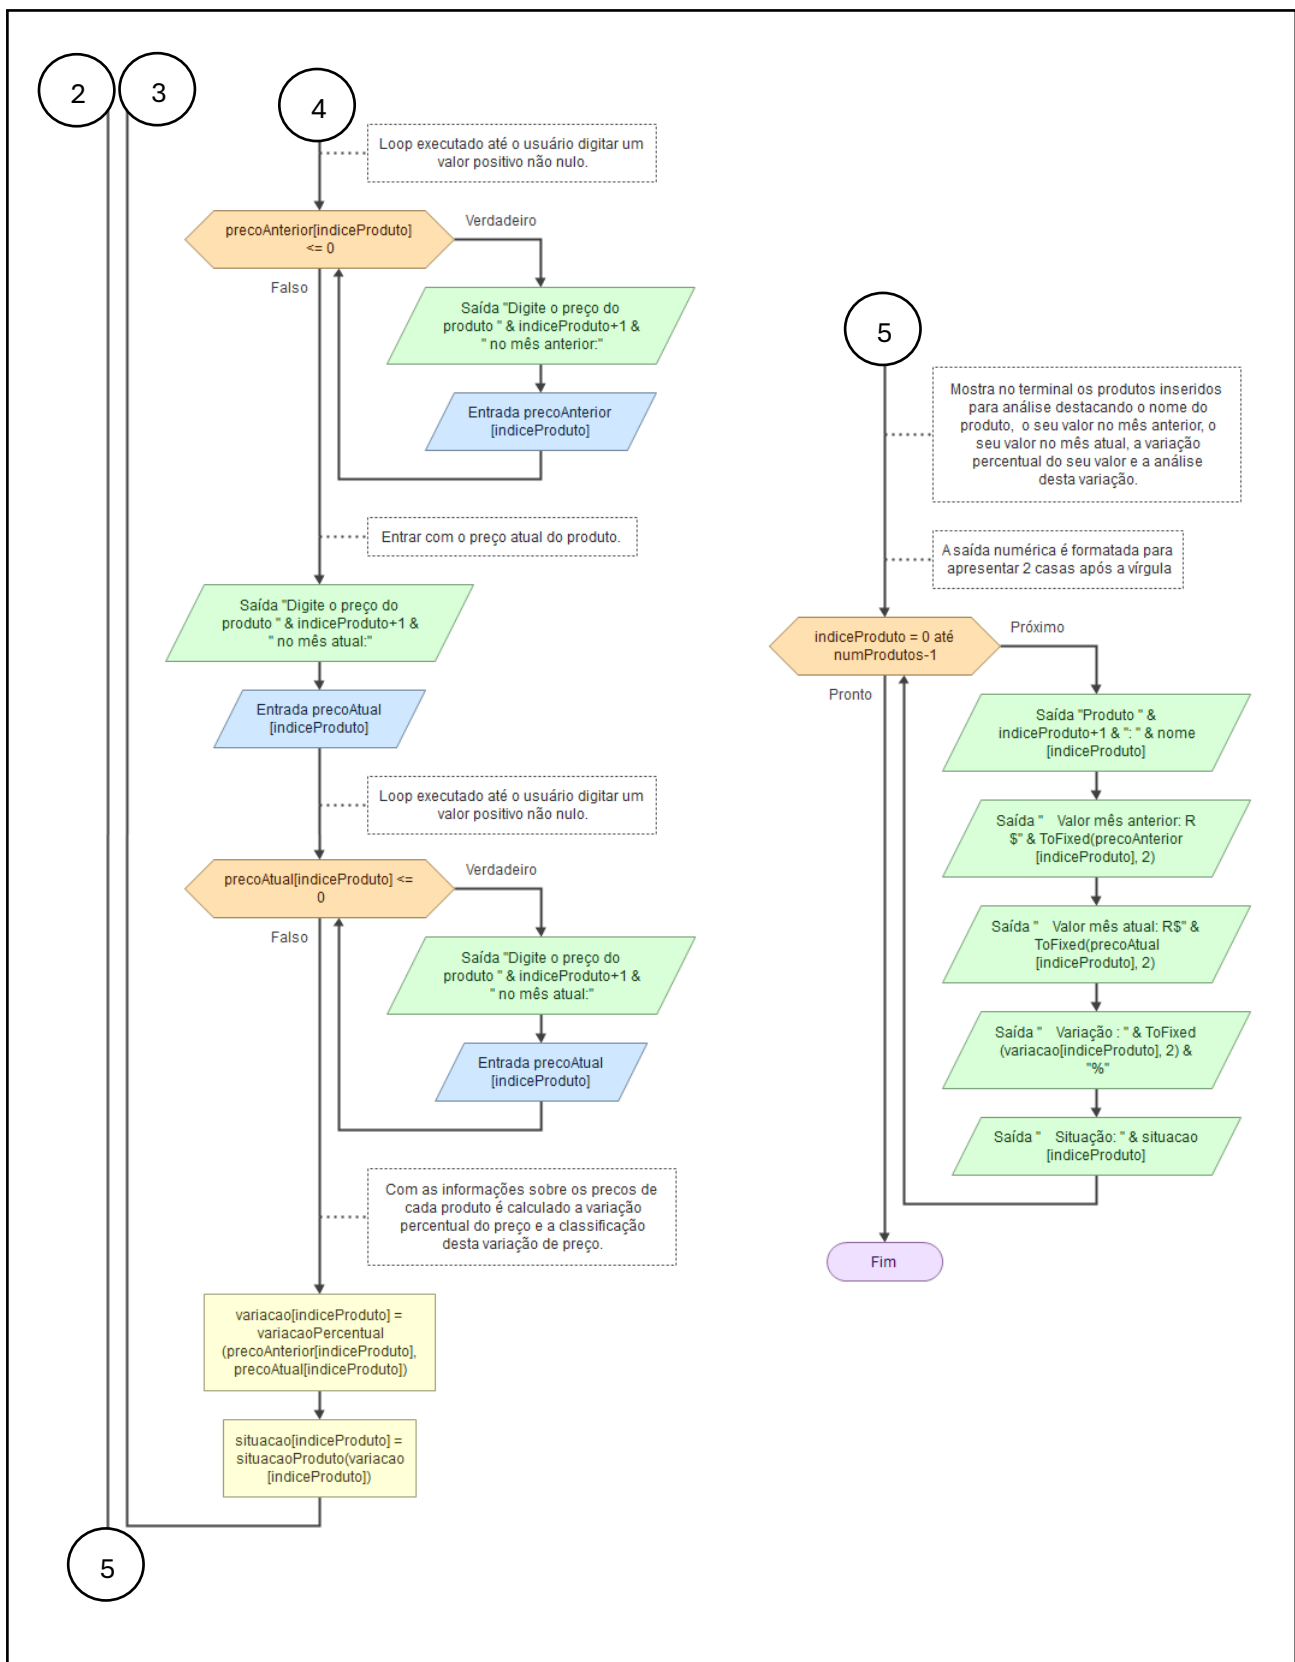 2
3
4
Loop executado até o usuário digitar um
valor positivo não nulo.
precoAnterior[indiceProduto]
<= 0
Verdadeiro
Falso
Saída "Digite o preço do
produto " & indiceProduto+1 &
" no mês anterior:"
Entrada precoAnterior
[indiceProduto]
Entrar com o preço atual do produto.
Saída "Digite o preço do
produto " & indiceProduto+1 &
" no mês atual:"
Entrada precoAtual
[indiceProduto]
Loop executado até o usuário digitar um
valor positivo não nulo.
precoAtual[indiceProduto] <=
0
Verdadeiro
Falso
Saída "Digite o preço do
produto " & indiceProduto+1 &
" no mês atual:"
Entrada precoAtual
[indiceProduto]
Com as informações sobre os precos de
cada produto é calculado a variação
percentual do preço e a classificação
desta variação de preço.
variacao[indiceProduto] =
variacaoPercentual
(precoAnterior[indiceProduto],
precoAtual[indiceProduto])
situacao[indiceProduto] =
situacaoProduto(variacao
[indiceProduto])
5
5
Mostra no terminal os produtos inseridos
para análise destacando o nome do
produto,  o seu valor no mês anterior, o
seu valor no mês atual, a variação
percentual do seu valor e a análise
desta variação.
A saída numérica é formatada para
apresentar 2 casas após a vírgula
indiceProduto = 0 até
numProdutos-1
Próximo
Pronto
Saída "Produto " &
indiceProduto+1 & ": " & nome
[indiceProduto]
Saída "    Valor mês anterior: R
$" & ToFixed(precoAnterior
[indiceProduto], 2)
Saída "    Valor mês atual: R$" &
ToFixed(precoAtual
[indiceProduto], 2)
Saída "    Variação : " & ToFixed
(variacao[indiceProduto], 2) &
"%"
Saída "    Situação: " & situacao
[indiceProduto]
Fim